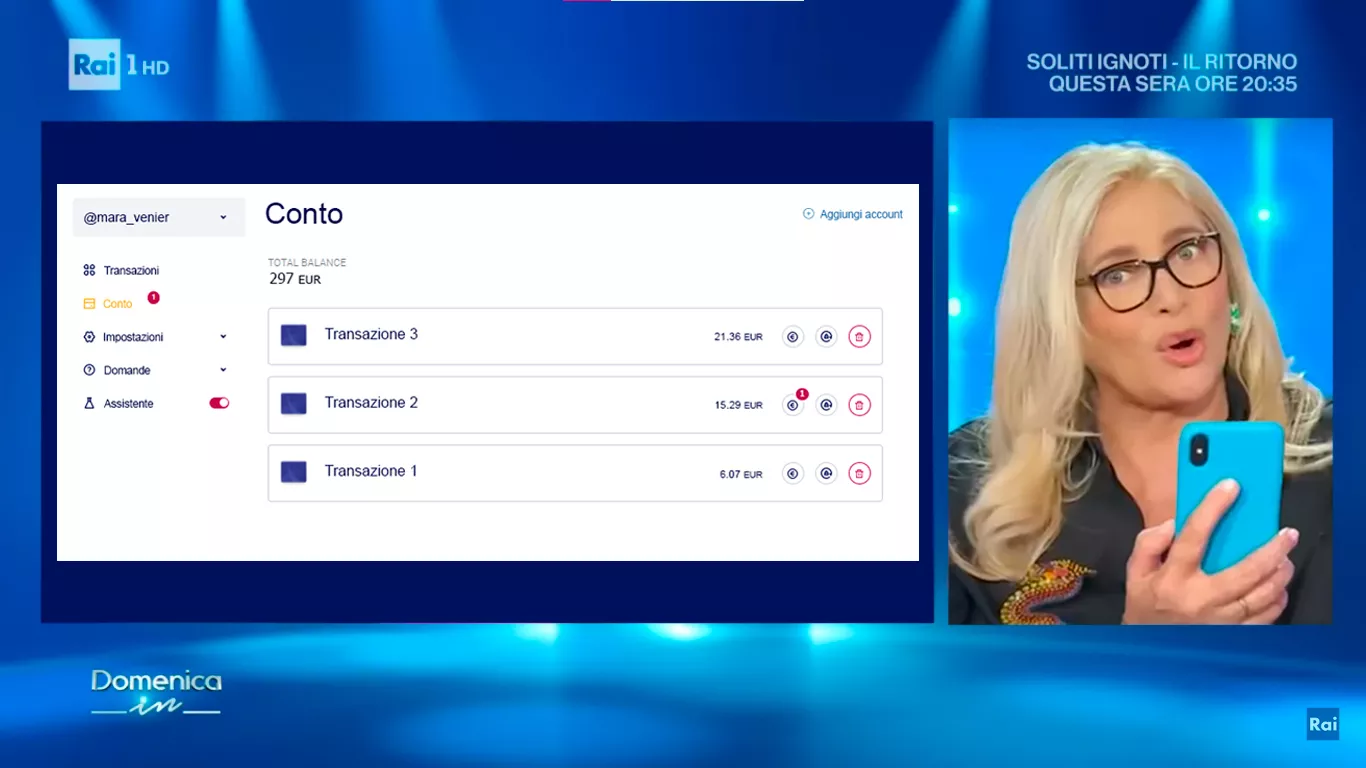 Rai 1 HD
SOLITI IGNOTI - IL RITORNO
QUESTA SERA ORE 20:35
@mara_venier
Conto
Aggiungi account
Transazioni
TOTAL BALANCE
297 EUR
Conto 1
Impostazioni
Domande
Assistente
Transazione 3 21.36 EUR
Transazione 2 15.29 EUR 1
Transazione 1 6.07 EUR
Domenica
in
Rai